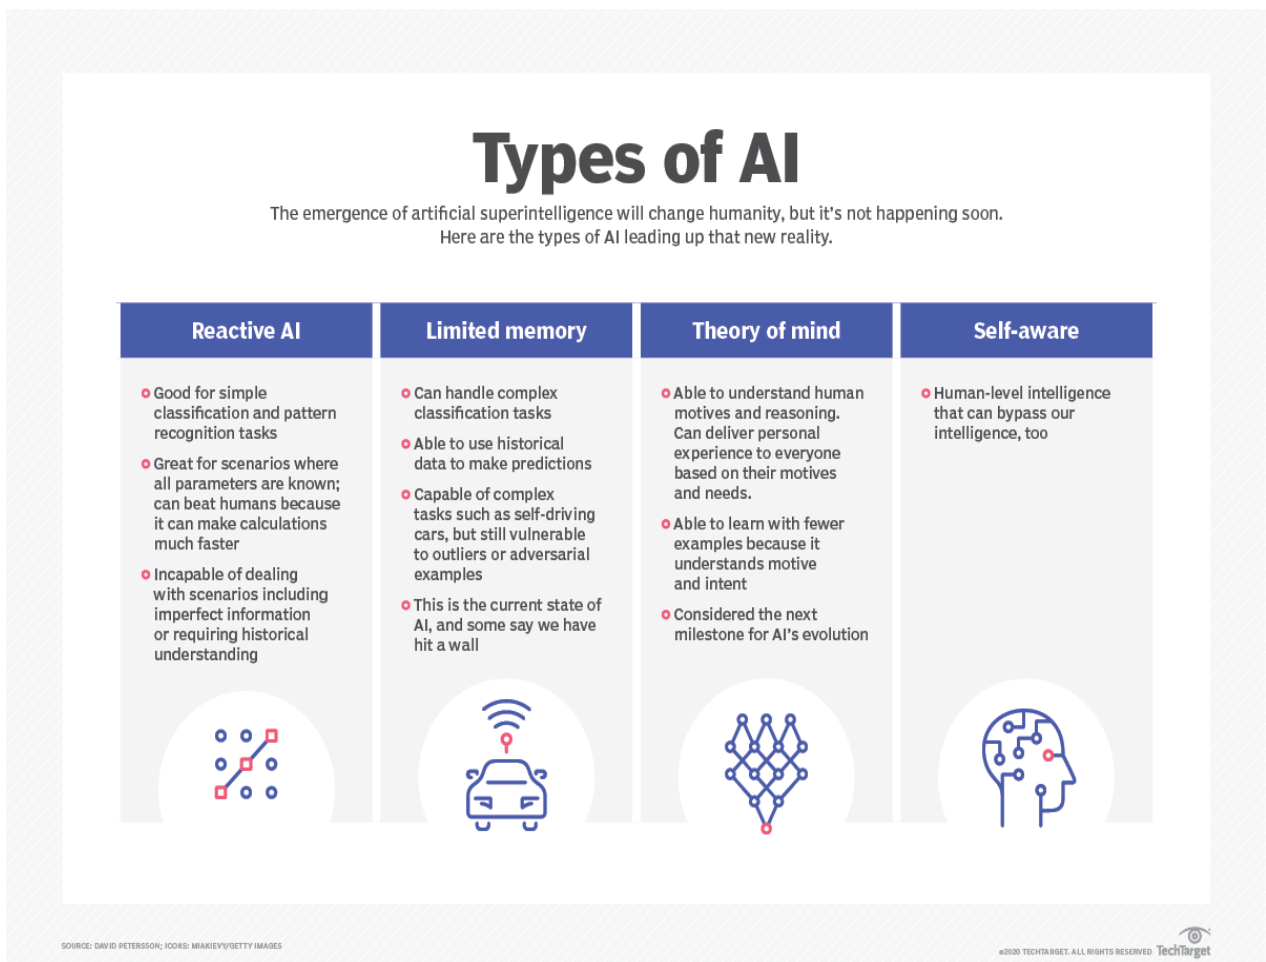 Types of AI
The emergence of artificial superintelligence will change humanity, but it's not happening soon.
Here are the types of AI leading up that new reality.
Reactive AI
Good for simple
classification and pattern
recognition tasks
Great for scenarios where
all parameters are known;
can beat humans because
it can make calculations
much faster
Incapable of dealing
with scenarios including
imperfect information
or requiring historical
understanding
Limited memory
Can handle complex
classification tasks
Able to use historical
data to make predictions
Capable of complex
tasks such as self-driving
cars, but still vulnerable
to outliers or adversarial
examples
This is the current state of
AI, and some say we have
hit a wall
Theory of mind
Able to understand human
motives and reasoning.
Can deliver personal
experience to everyone
based on their motives
and needs.
Able to learn with fewer
examples because it
understands motive
and intent
Considered the next
milestone for AI's evolution
Self-aware
Human-level intelligence
that can bypass our
intelligence, too
SOURCE: DAVID PETERSSON; ICONS: MIAKIEVY/GETTY IMAGES
©2020 TECHTARGET. ALL RIGHTS RESERVED TechTarget